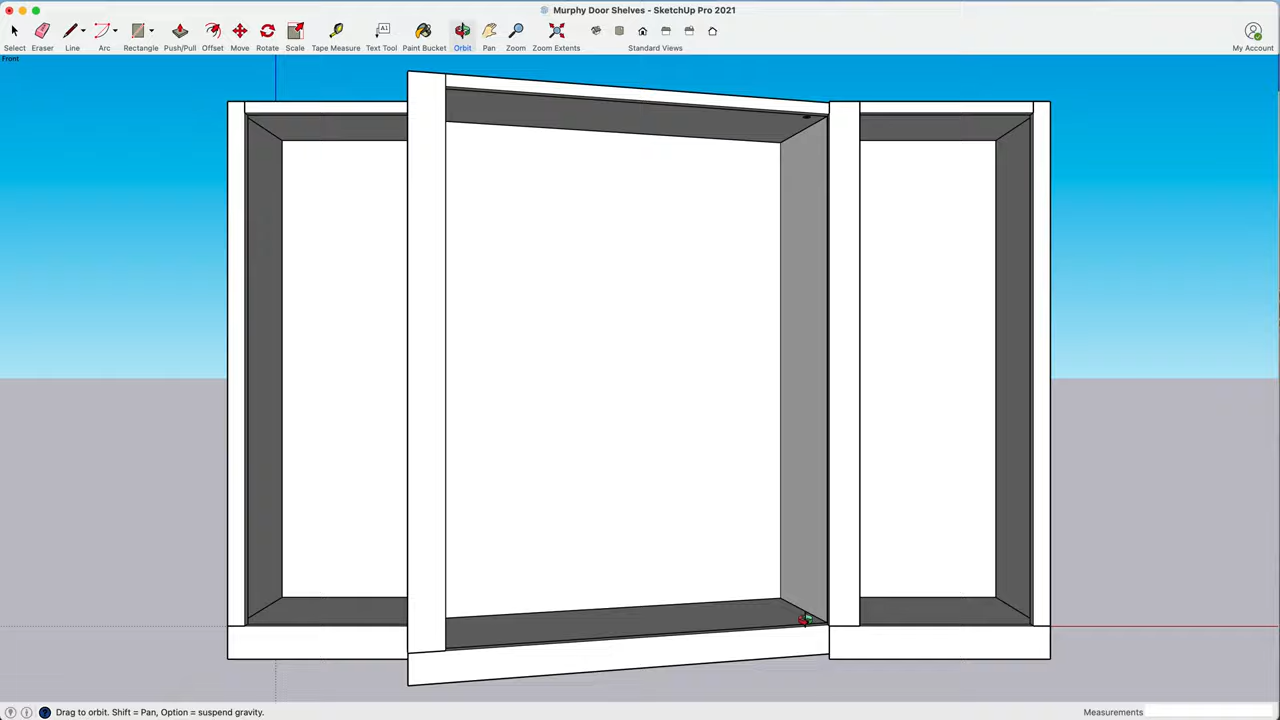 Murphy Door Shelves - SketchUp Pro 2021
Select Eraser Line Arc Rectangle Push/Pull Offset Move Rotate Scale Tape Measure Text Tool Paint Bucket Orbit Pan Zoom Zoom Extents Standard Views My Account
Front
Drag to orbit. Shift = Pan, Option = suspend gravity. Measurements